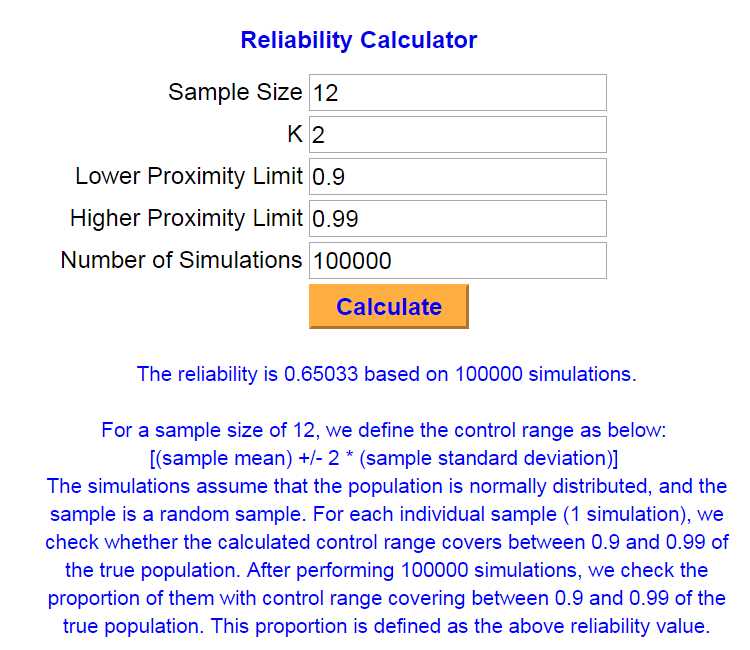 Reliability Calculator
Sample Size 12
K 2
Lower Proximity Limit 0.9
Higher Proximity Limit 0.99
Number of Simulations 100000
Calculate
The reliability is 0.65033 based on 100000 simulations.
For a sample size of 12, we define the control range as below:
[(sample mean) +/- 2 * (sample standard deviation)]
The simulations assume that the population is normally distributed, and the
sample is a random sample. For each individual sample (1 simulation), we
check whether the calculated control range covers between 0.9 and 0.99 of
the true population. After performing 100000 simulations, we check the
proportion of them with control range covering between 0.9 and 0.99 of the
true population. This proportion is defined as the above reliability value.